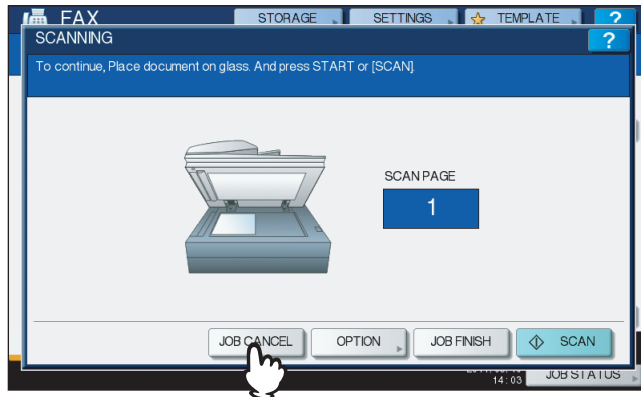 FAX STORAGE SETTINGS TEMPLATE ?
SCANNING ?
To continue, Place document on glass. And press START or [SCAN].
SCAN PAGE
1
JOB CANCEL OPTION JOB FINISH SCAN
14:03 JOB STATUS